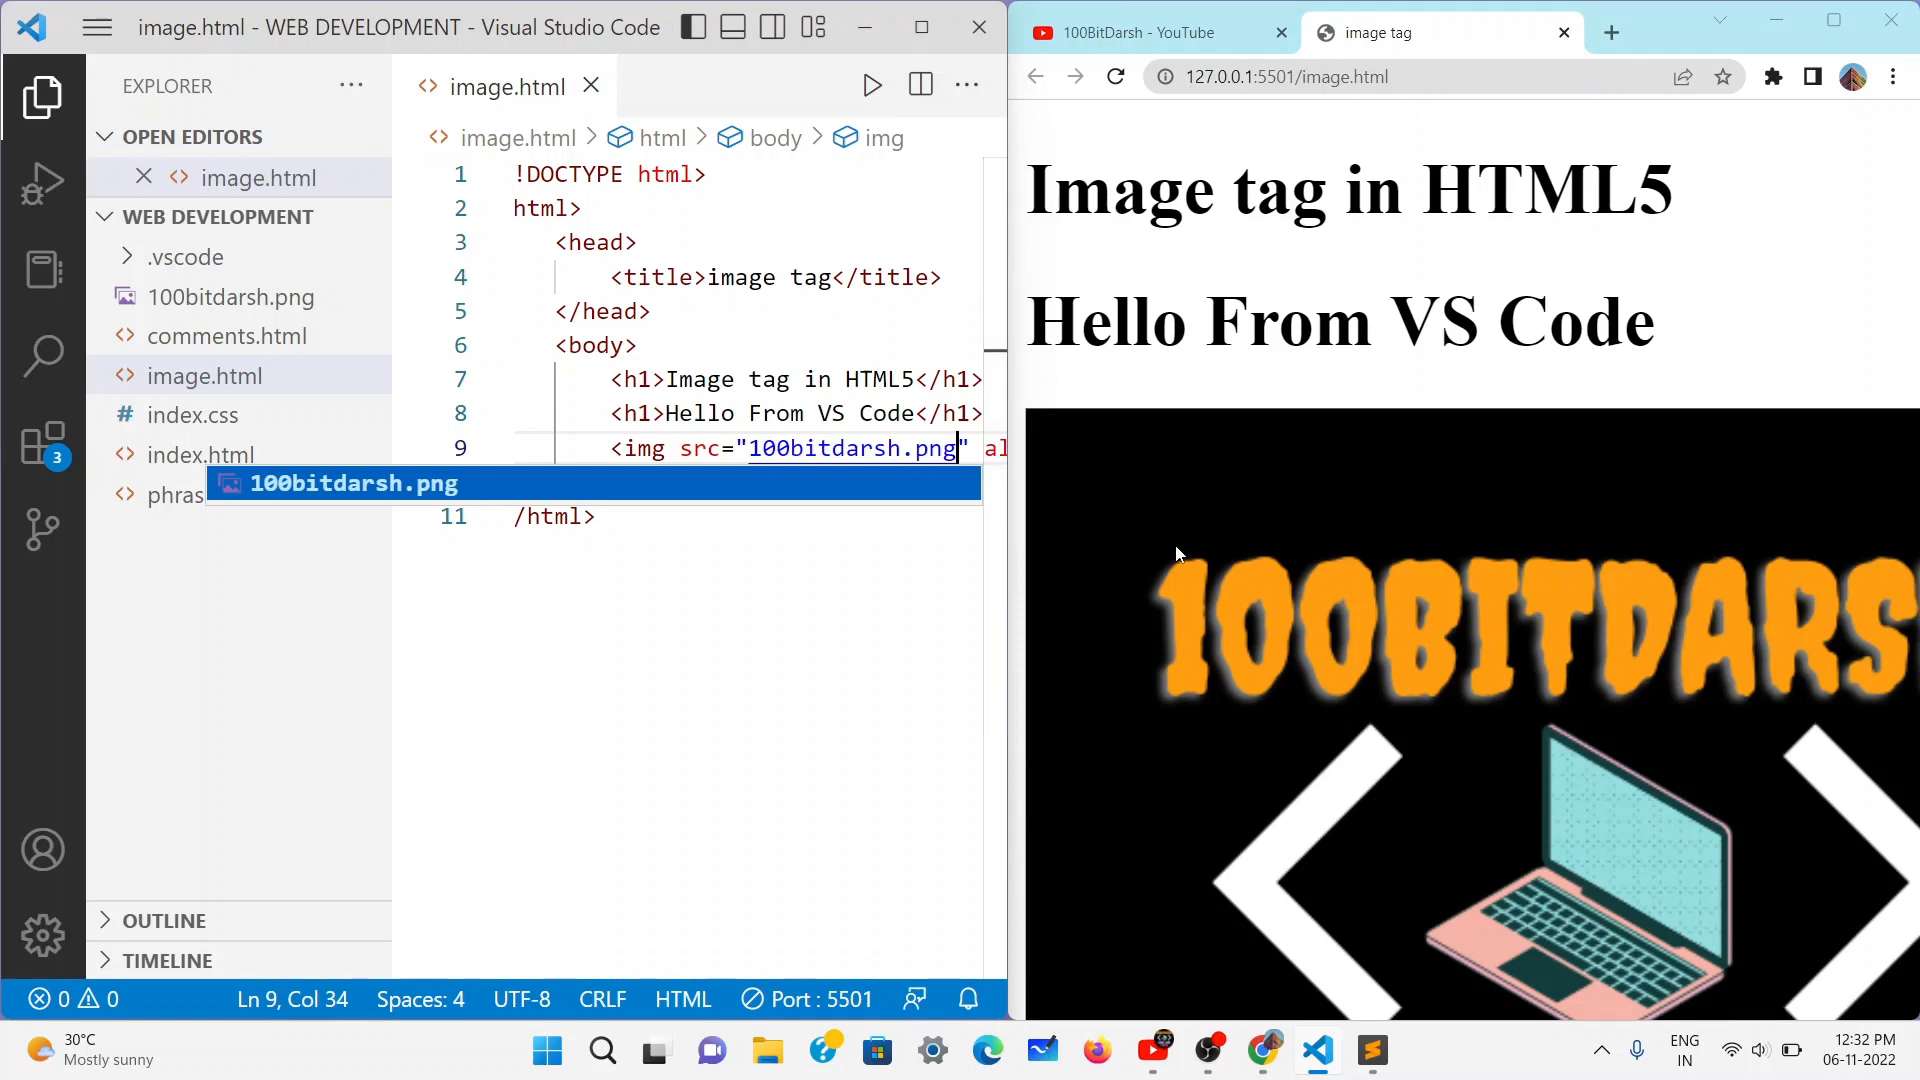 image.html - WEB DEVELOPMENT - Visual Studio Code
EXPLORER
OPEN EDITORS
image.html
WEB DEVELOPMENT
.vscode
100bitdarsh.png
comments.html
image.html
index.css
index.html
phras
OUTLINE
TIMELINE
3
image.html
image.html > html > body > img
1 !DOCTYPE html>
2 html>
3 <head>
4 <title>image tag</title>
5 </head>
6 <body>
7 <h1>Image tag in HTML5</h1>
8 <h1>Hello From VS Code</h1>
9 <img src="100bitdarsh.png" al
100bitdarsh.png
11 /html>
0 0
Ln 9, Col 34
Spaces: 4
UTF-8
CRLF
HTML
Port : 5501
100BitDarsh - YouTube
image tag
127.0.0.1:5501/image.html
Image tag in HTML5
Hello From VS Code
100BITDARS
30°C
Mostly sunny
ENG
IN
12:32 PM
06-11-2022